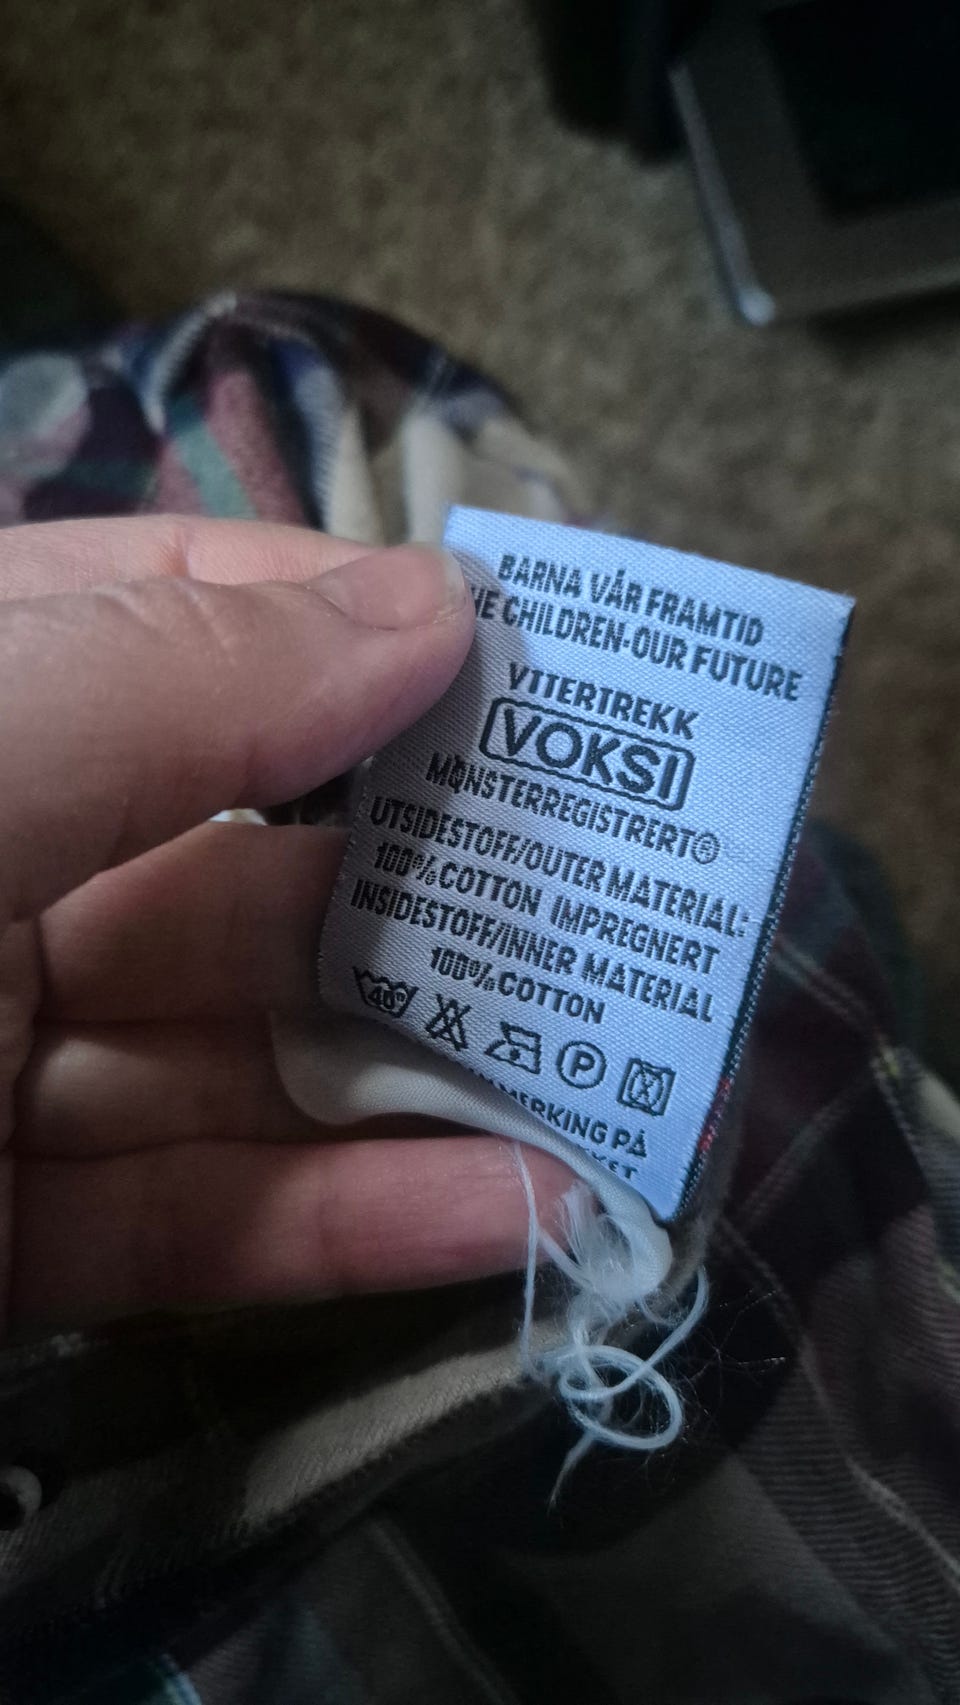 BARNA VÅR FRAMTID
CHILDREN-OUR FUTURE
YTTERTREKK
VOKSI
MØNSTERREGISTRERT®
UTSIDESTOFF/OUTER MATERIAL:
100% COTTON IMPREGNERT
INSIDESTOFF/INNER MATERIAL
100% COTTON
40°
P
PÅ